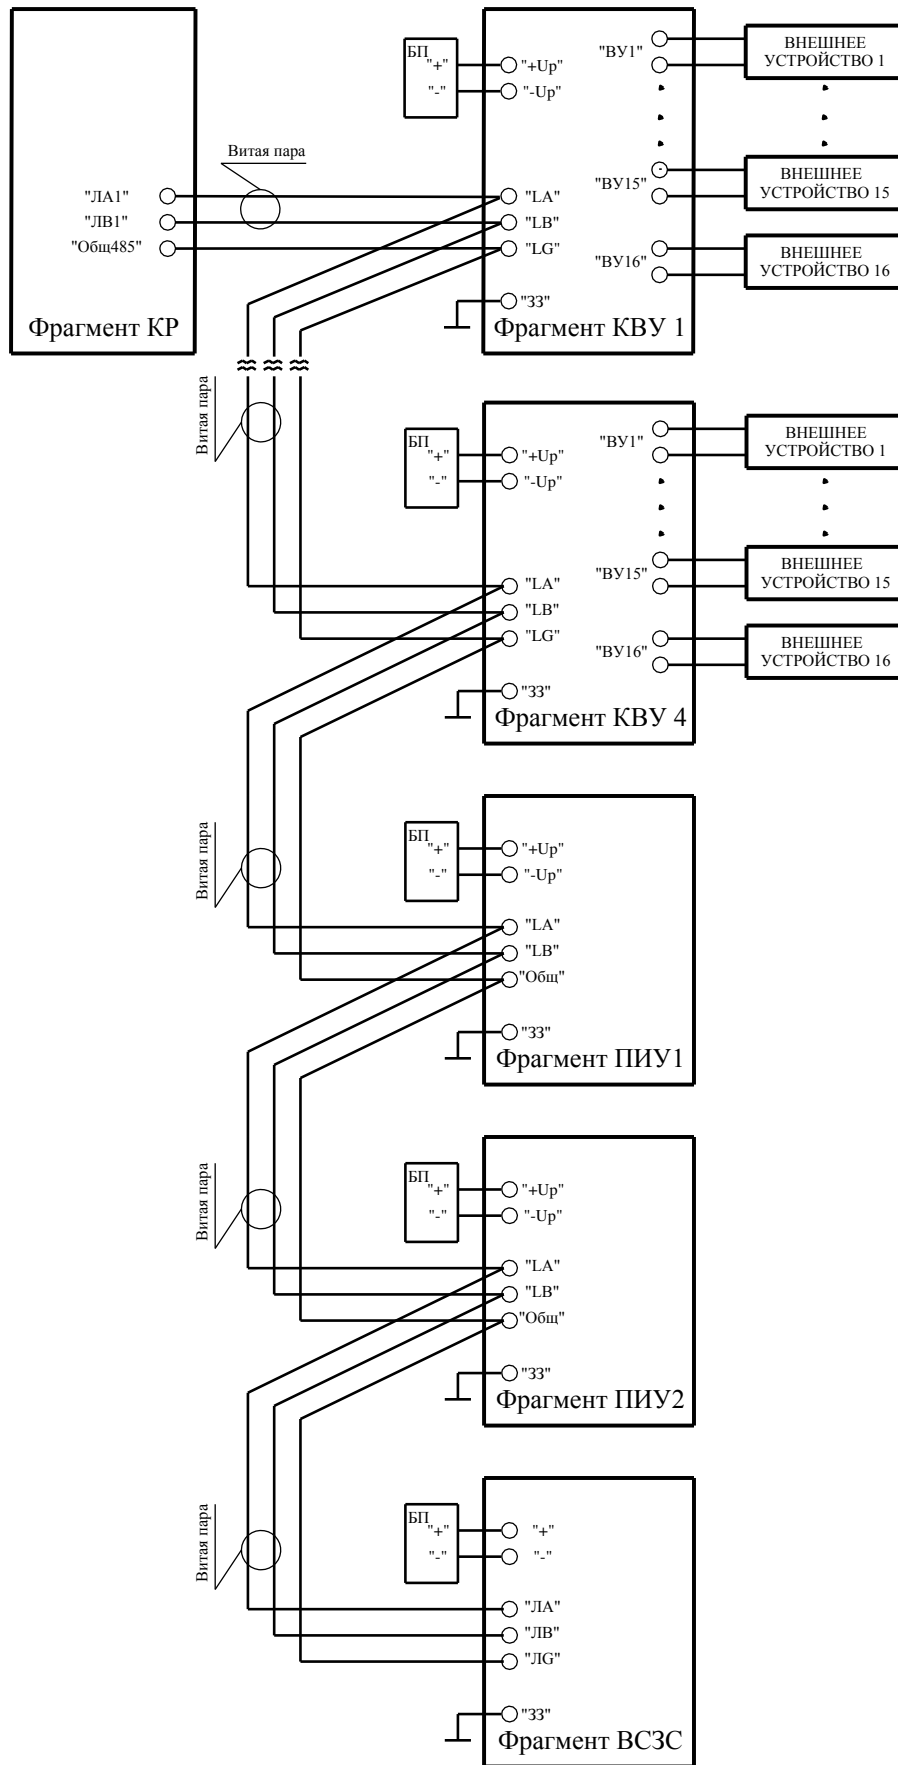 БП
"+"
"-"
"+Up"
"-Up"
"ВУ1"
ВНЕШНЕЕ
УСТРОЙСТВО 1
Витая пара
"ЛА1"
"ЛВ1"
"Общ485"
"LA"
"LB"
"LG"
"ВУ15"
ВНЕШНЕЕ
УСТРОЙСТВО 15
"ВУ16"
ВНЕШНЕЕ
УСТРОЙСТВО 16
"ЗЗ"
Фрагмент КР
Фрагмент КВУ 1
Витая пара
БП
"+"
"-"
"+Up"
"-Up"
"ВУ1"
ВНЕШНЕЕ
УСТРОЙСТВО 1
"LA"
"LB"
"LG"
"ВУ15"
ВНЕШНЕЕ
УСТРОЙСТВО 15
"ВУ16"
ВНЕШНЕЕ
УСТРОЙСТВО 16
"ЗЗ"
Фрагмент КВУ 4
Витая пара
БП
"+"
"-"
"+Up"
"-Up"
"LA"
"LB"
"Общ"
"ЗЗ"
Фрагмент ПИУ1
Витая пара
БП
"+"
"-"
"+Up"
"-Up"
"LA"
"LB"
"Общ"
"ЗЗ"
Фрагмент ПИУ2
Витая пара
БП
"+"
"-"
"+"
"-"
"ЛА"
"ЛВ"
"ЛG"
"ЗЗ"
Фрагмент ВСЗС